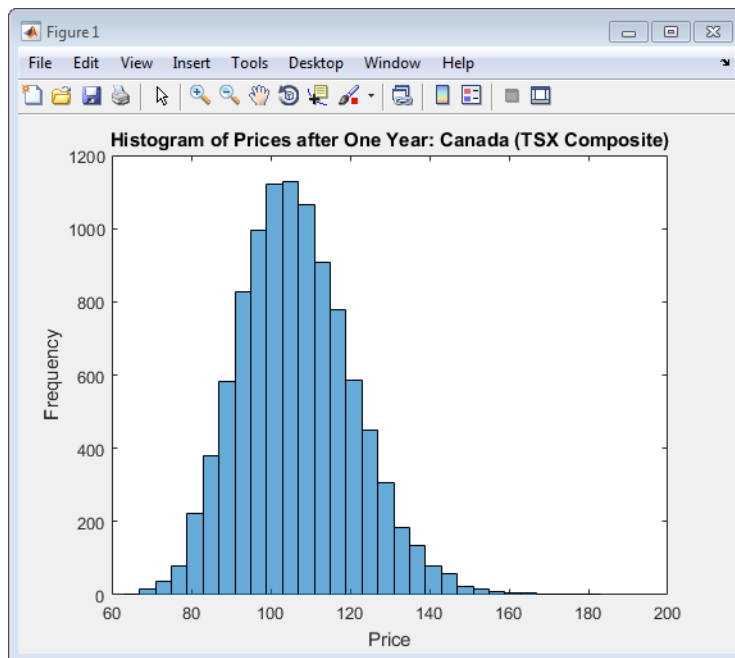 Figure 1
File Edit View Insert Tools Desktop Window Help
Histogram of Prices after One Year: Canada (TSX Composite)
1200
1000
800
600
400
200
0
Frequency
60 80 100 120 140 160 180 200
Price